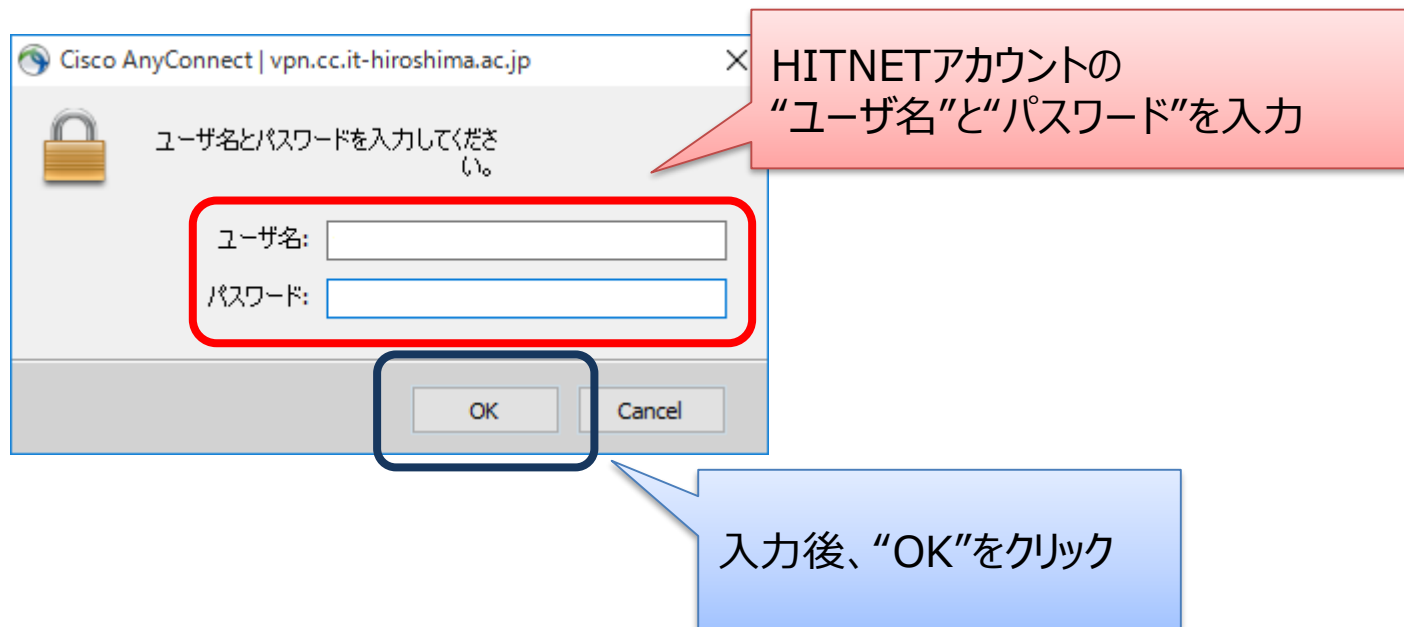 Cisco AnyConnect | vpn.cc.it-hiroshima.ac.jp
HITNETアカウントの
“ユーザ名”と“パスワード”を入力
ユーザ名とパスワードを入力してくださ
い。
ユーザ名:
パスワード:
OK
Cancel
入力後、“OK”をクリック